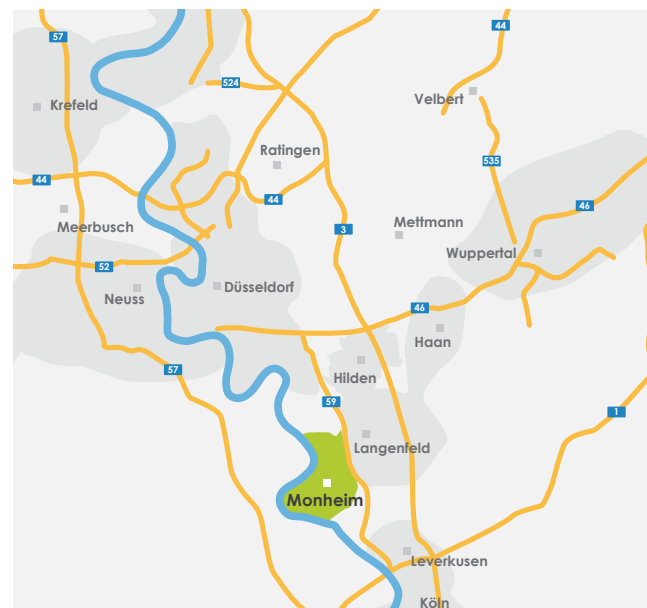 57
44
524
Velbert
Krefeld
Ratingen
535
44
44
46
Meerbusch
3
Mettmann
Wuppertal
52
Neuss
Düsseldorf
46
Haan
57
Hilden
59
1
Langenfeld
Monheim
Leverkusen
Köln